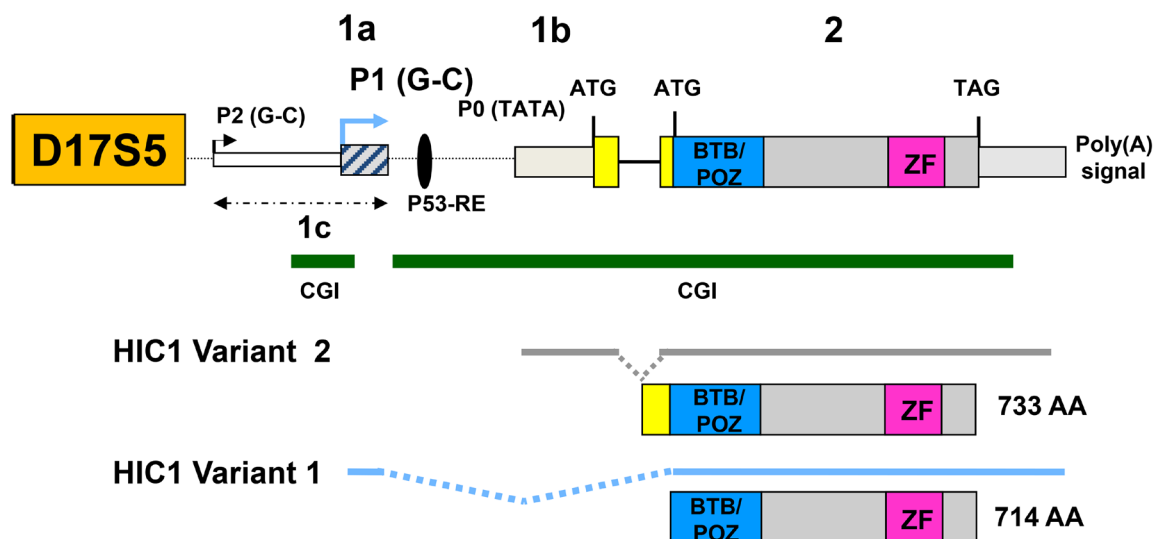 1a 1b 2
P1 (G-C)
P2 (G-C) P0 (TATA) ATG ATG TAG
D17S5 BTB/ POZ ZF Poly(A) signal
P53-RE
1c
CGI CGI
HIC1 Variant 2
BTB/ POZ ZF 733 AA
HIC1 Variant 1
BTB/ POZ ZF 714 AA